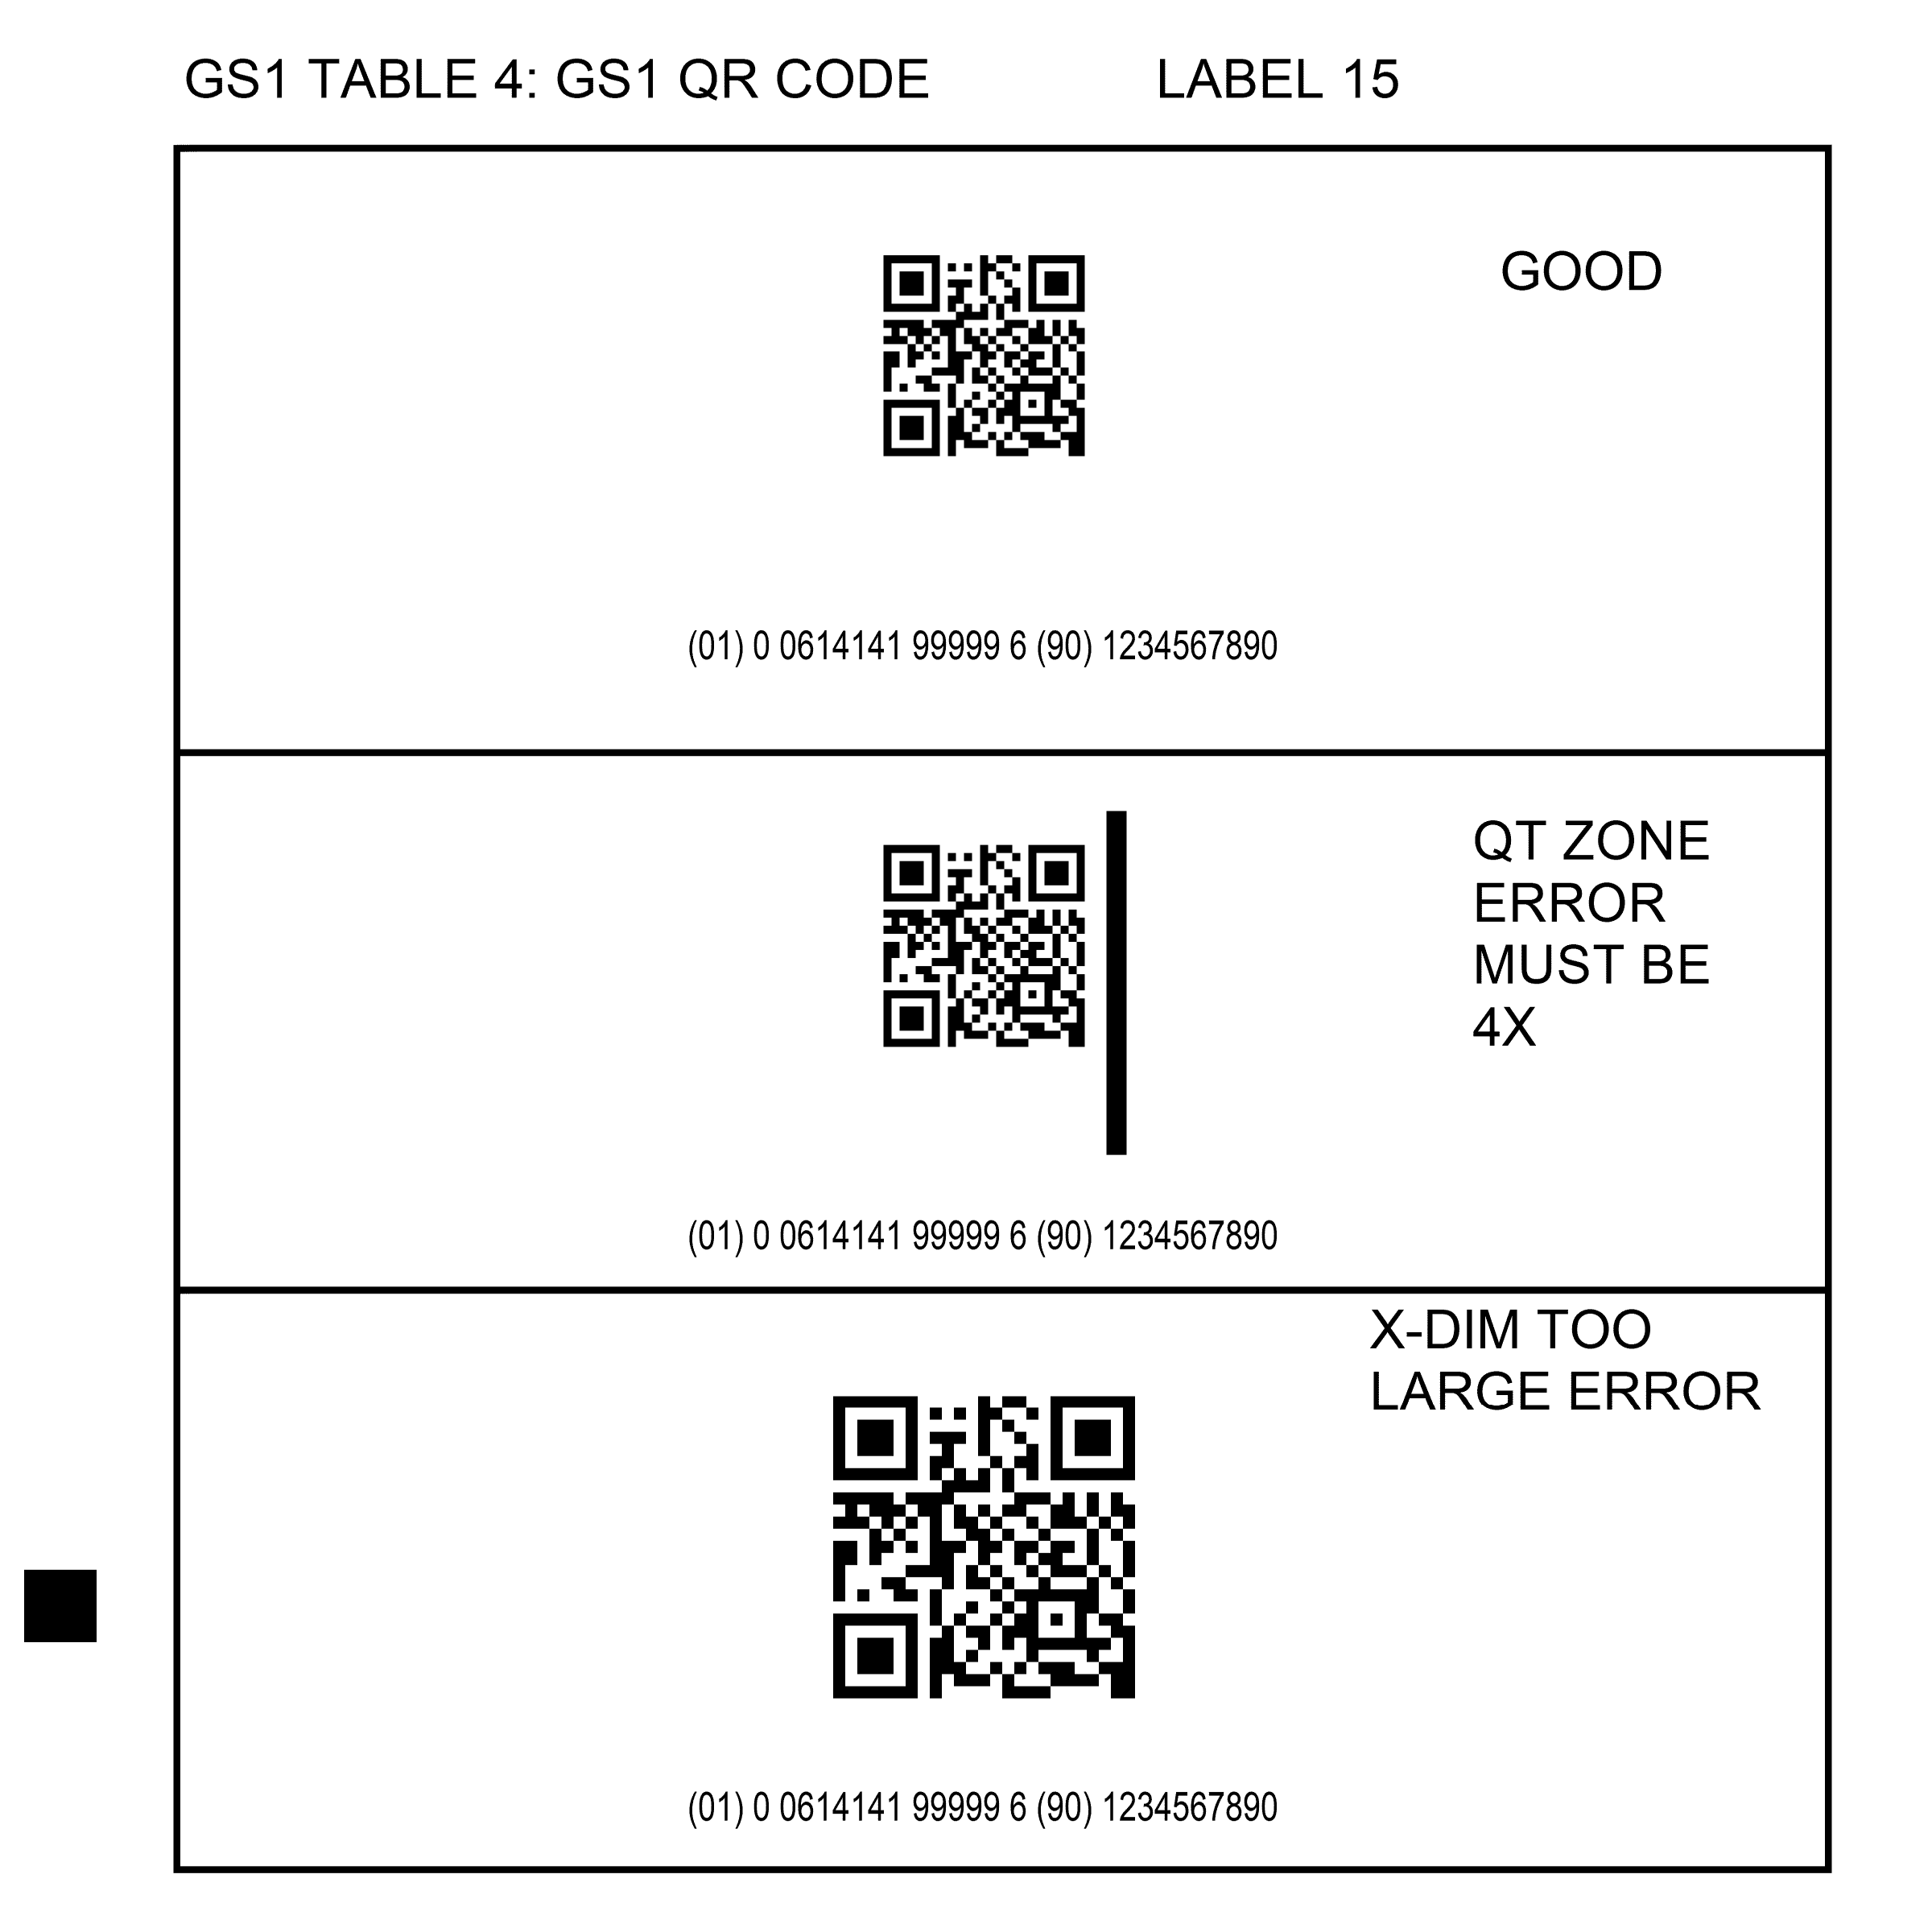 GS1 TABLE 4: GS1 QR CODE LABEL 15
GOOD
(01) 0 0614141 99999 6 (90) 1234567890
QT ZONE
ERROR
MUST BE
4X
(01) 0 0614141 99999 6 (90) 1234567890
X-DIM TOO
LARGE ERROR
(01) 0 0614141 99999 6 (90) 1234567890